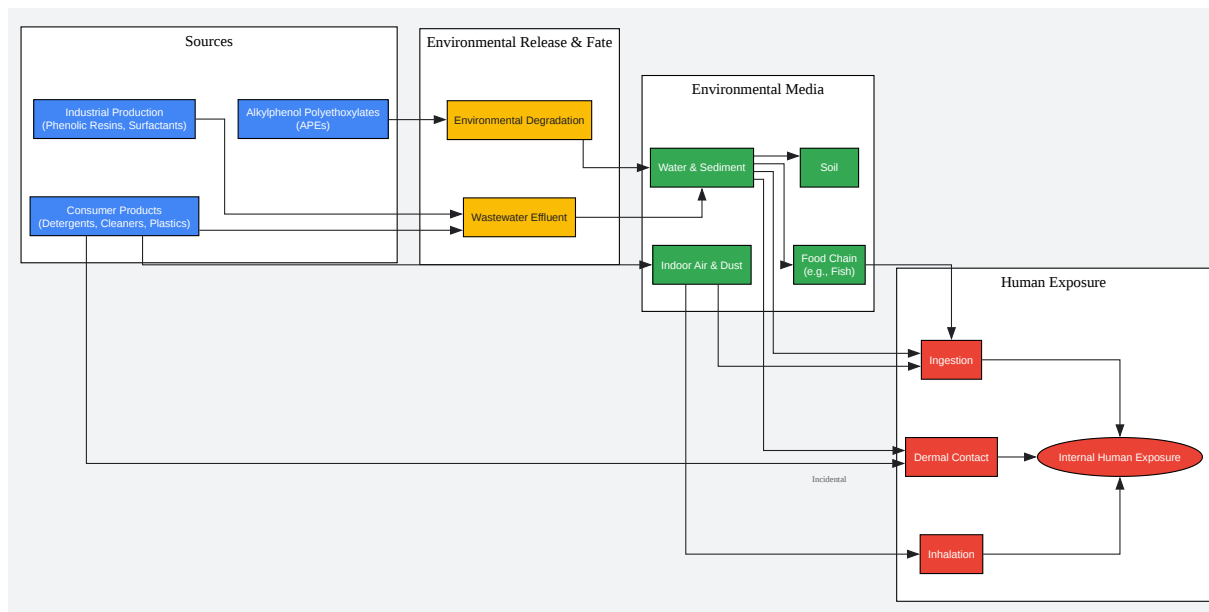 Sources
Industrial Production
(Phenolic Resins, Surfactants)
Alkylphenol Polyethoxylates
(APEs)
Consumer Products
(Detergents, Cleaners, Plastics)
Environmental Release & Fate
Environmental Degradation
Wastewater Effluent
Environmental Media
Water & Sediment
Soil
Indoor Air & Dust
Food Chain
(e.g., Fish)
Human Exposure
Ingestion
Dermal Contact
Internal Human Exposure
Incidental
Inhalation